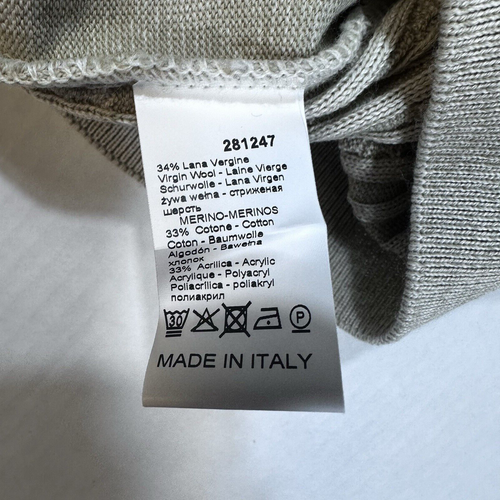 281247
34% Lana Vergine
Virgin Wool - Laine Vierge
Schurwolle - Lana Virgen
żywa wełna - стриженая
шерсть
MERINO-MERINOS
33% Cotone - Cotton
Coton - Baumwolle
Algodón - Bawełna
хлопок
33% Acrilica - Acrylic
Acrylique - Polyacryl
Poliacrílica - poliakryl
полиакрил
30 P
MADE IN ITALY